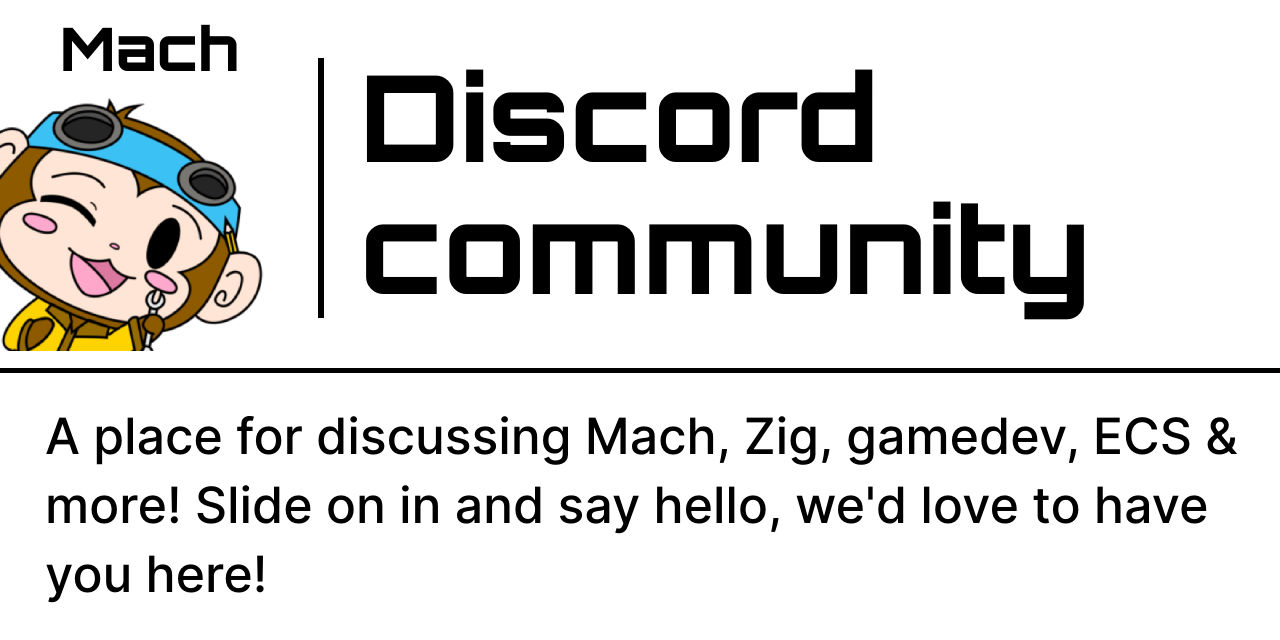 Mach
Discord
community
A place for discussing Mach, Zig, gamedev, ECS &
more! Slide on in and say hello, we'd love to have
you here!